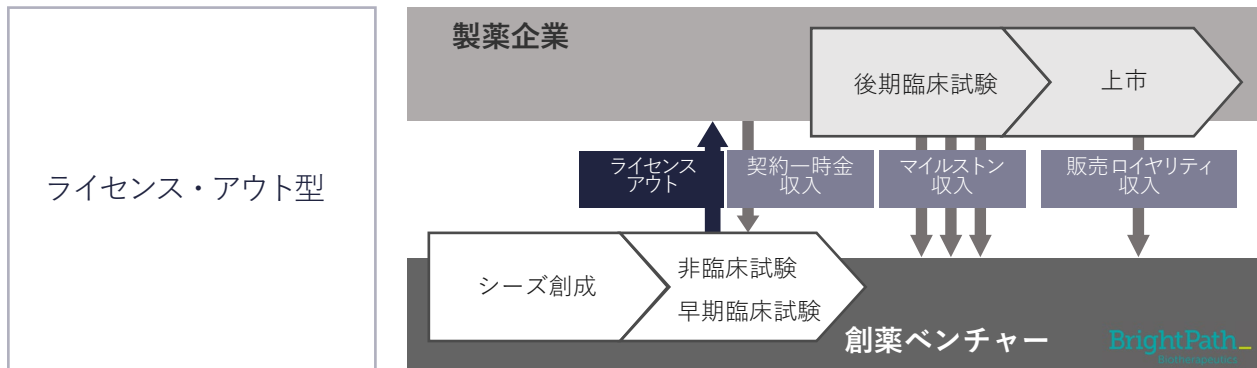 ライセンス・アウト型
製薬企業
後期臨床試験
上市
ライセンス
アウト
契約一時金
収入
マイルストン
収入
販売ロイヤリティ
収入
シーズ創成
非臨床試験
早期臨床試験
創薬ベンチャー
BrightPath
Biotherapeutics